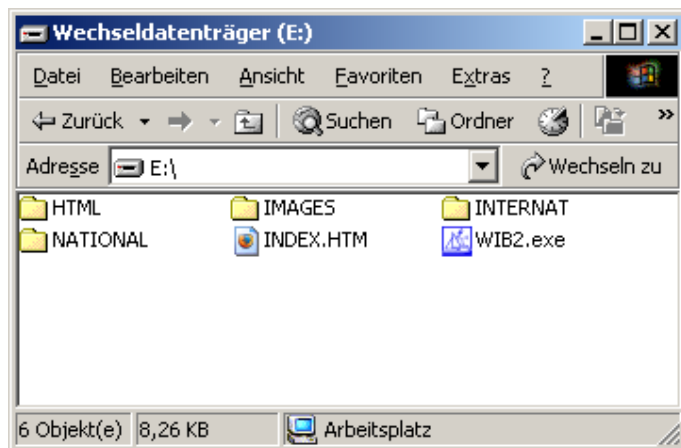 Wechseldatenträger (E:)
Datei Bearbeiten Ansicht Favoriten Extras ?
Zurück Suchen Ordner »
Adresse E:\ Wechseln zu
HTML IMAGES INTERNAT
NATIONAL INDEX.HTM WIB2.exe
6 Objekt(e) 8,26 KB Arbeitsplatz